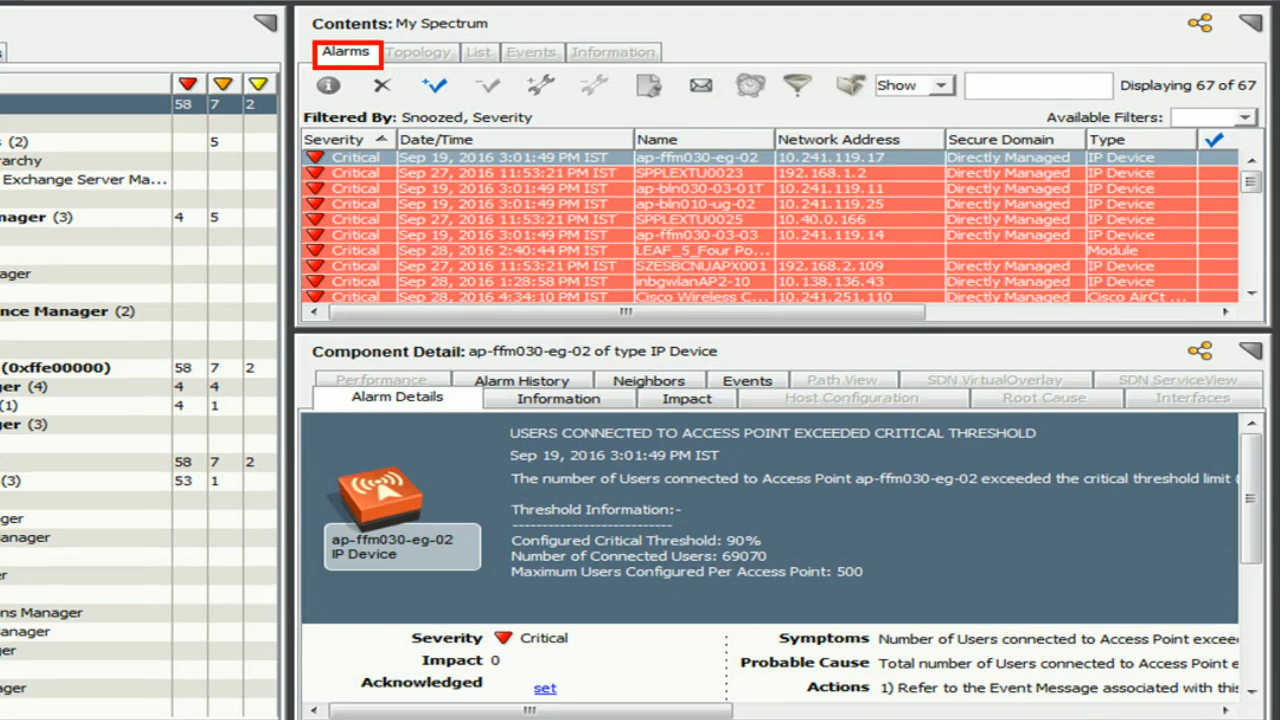 58 7 2
s (2) 5
rarchy
Exchange Server Ma...
nager (3) 4 5
ager
nce Manager (2)
(0xffe00000) 58 7 2
ger (4) 4 4
(1) 4 1
ger (3)
58 7 2
(3) 53 1
ger
anager
er
ns Manager
anager
er
ager
Contents: My Spectrum
Alarms Topology List Events Information
Show Displaying 67 of 67
Filtered By: Snoozed, Severity Available Filters:
Severity Date/Time Name Network Address Secure Domain Type
Critical Sep 19, 2016 3:01:49 PM IST ap-ffm030-eg-02 10.241.119.17 Directly Managed IP Device
Critical Sep 27, 2016 11:53:21 PM IST SPPLEXTU0023 192.168.1.2 Directly Managed IP Device
Critical Sep 19, 2016 3:01:49 PM IST ap-bln030-03-01T 10.241.119.11 Directly Managed IP Device
Critical Sep 19, 2016 3:01:49 PM IST ap-bln010-ug-02 10.241.119.25 Directly Managed IP Device
Critical Sep 27, 2016 11:53:21 PM IST SPPLEXTU0025 10.40.0.166 Directly Managed IP Device
Critical Sep 19, 2016 3:01:49 PM IST ap-ffm030-03-03 10.241.119.14 Directly Managed IP Device
Critical Sep 28, 2016 2:40:44 PM IST LEAF_5_Four Po... Module
Critical Sep 27, 2016 11:53:21 PM IST SZESBCNUAPX001 192.168.2.109 Directly Managed IP Device
Critical Sep 28, 2016 1:28:58 PM IST inbgwlanAP2-10 10.138.136.43 Directly Managed IP Device
Critical Sep 28, 2016 4:34:10 PM IST Cisco Wireless C... 10.241.251.110 Directly Managed Cisco AirCt ...
Component Detail: ap-ffm030-eg-02 of type IP Device
Performance Alarm History Neighbors Events Path View SDN VirtualOverlay SDN ServiceView
Alarm Details Information Impact Host Configuration Root Cause Interfaces
USERS CONNECTED TO ACCESS POINT EXCEEDED CRITICAL THRESHOLD
Sep 19, 2016 3:01:49 PM IST
The number of Users connected to Access Point ap-ffm030-eg-02 exceeded the critical threshold limit (
Threshold Information:-
---------------------------
Configured Critical Threshold: 90%
Number of Connected Users: 69070
Maximum Users Configured Per Access Point: 500
ap-ffm030-eg-02
IP Device
Severity Critical
Impact 0
Acknowledged set
Symptoms Number of Users connected to Access Point excee
Probable Cause Total number of Users connected to Access Point e
Actions 1) Refer to the Event Message associated with this